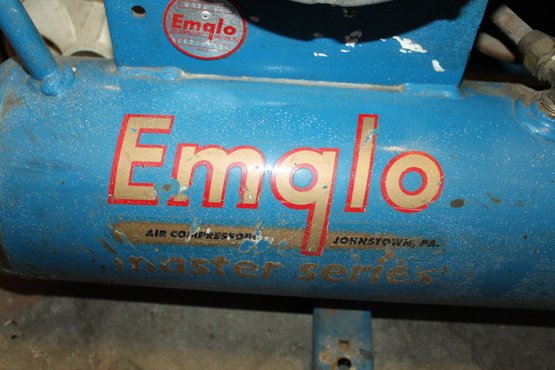 Emglo
Emglo
AIR COMPRESSORS
JOHNSTOWN, PA.
master series